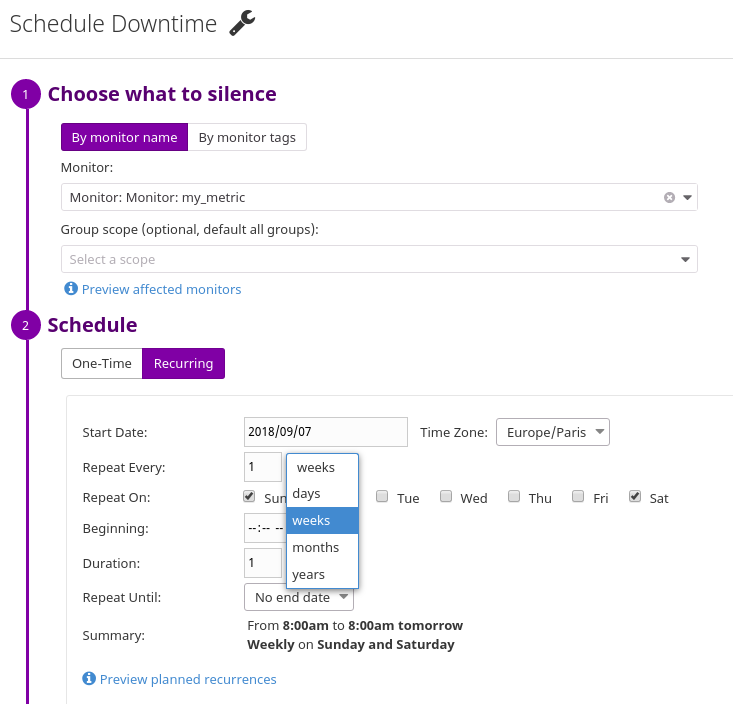 Schedule Downtime
1 Choose what to silence
By monitor name By monitor tags
Monitor:
Monitor: Monitor: my_metric
Group scope (optional, default all groups):
Select a scope
Preview affected monitors
2 Schedule
One-Time Recurring
Start Date: 2018/09/07 Time Zone: Europe/Paris
Repeat Every: 1 weeks
days
Repeat On: Sun Tue Wed Thu Fri Sat
weeks
Beginning: --:-- --
months
Duration: 1
years
Repeat Until: No end date
Summary: From 8:00am to 8:00am tomorrow
Weekly on Sunday and Saturday
Preview planned recurrences